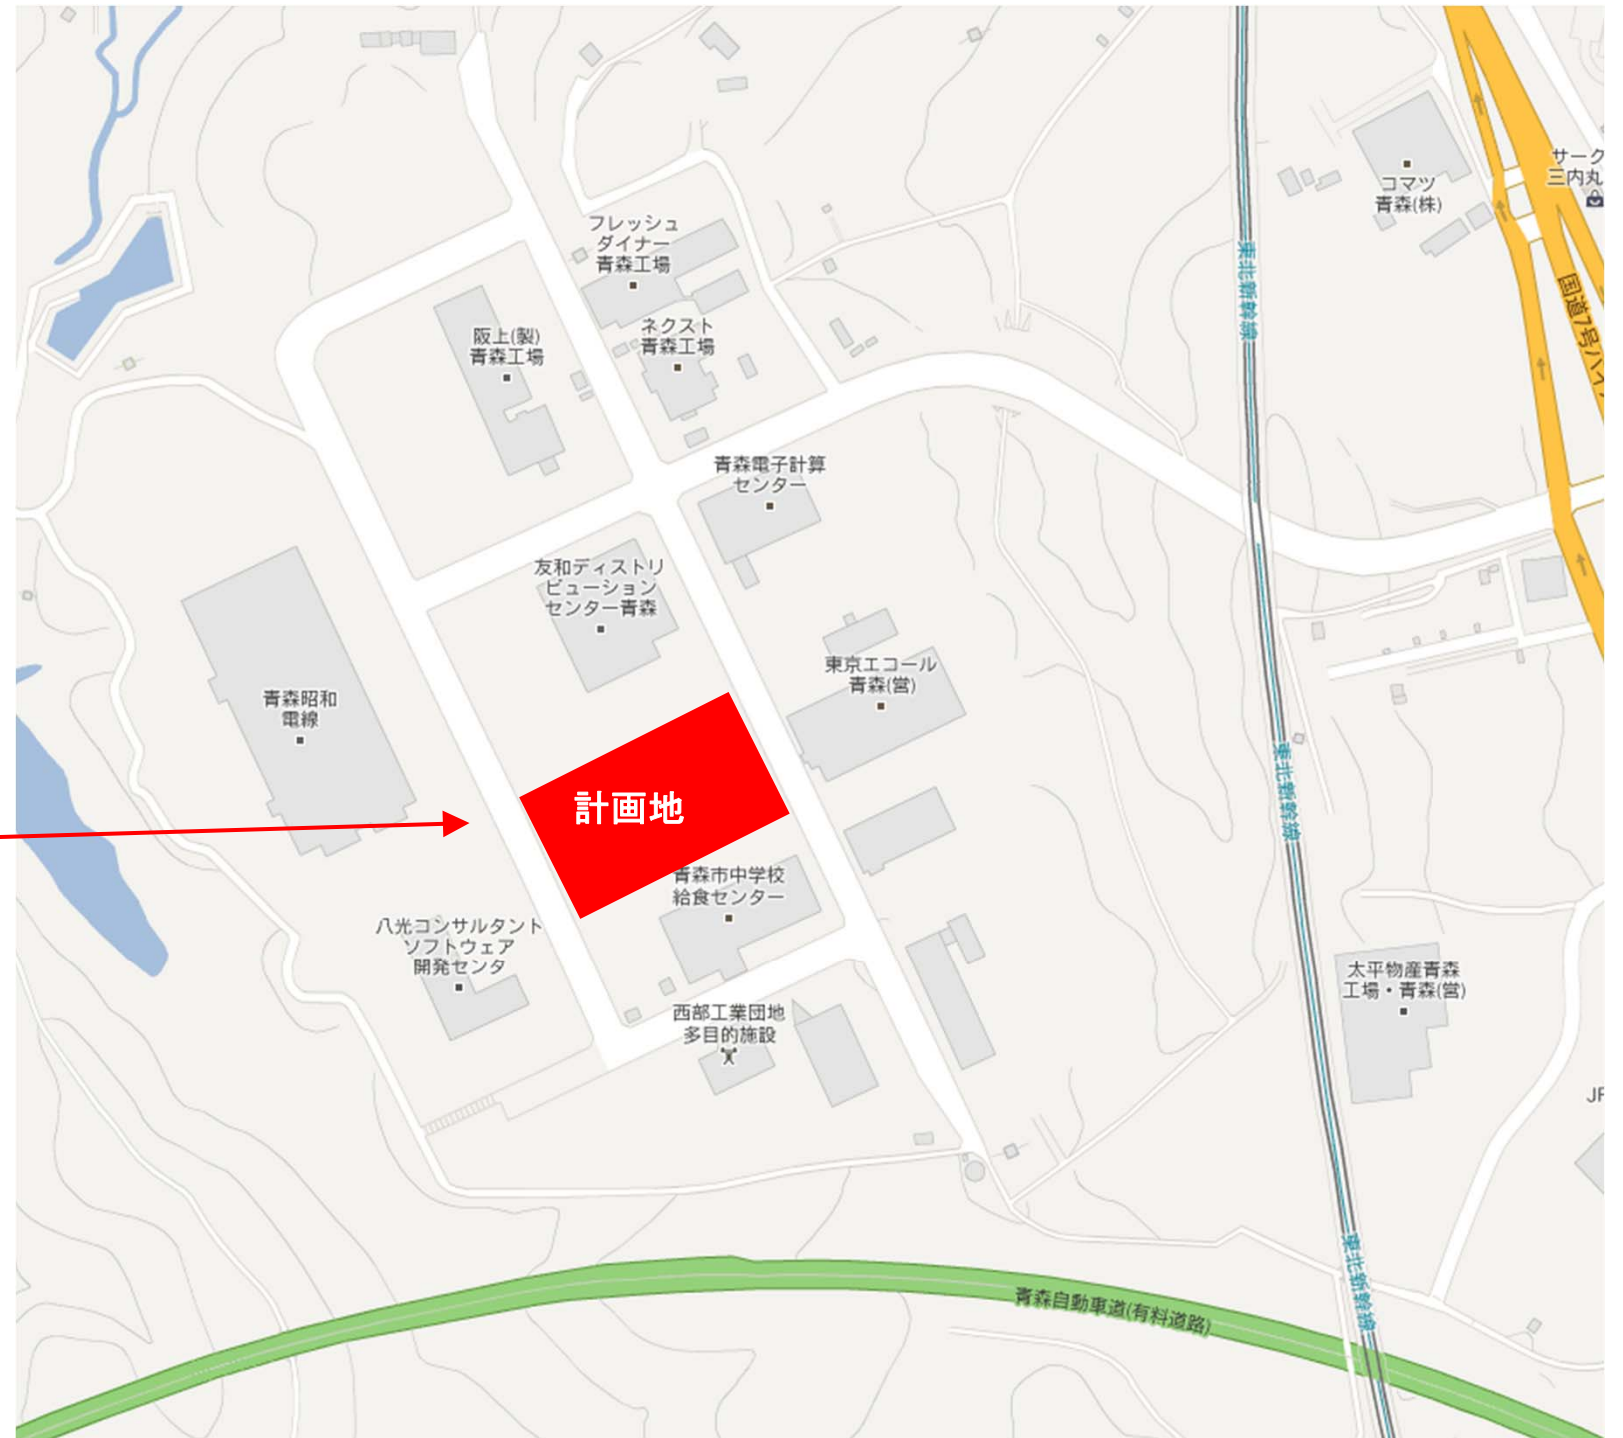 サーク
三内丸
コマツ
青森(株)
フレッシュ
ダイナー
青森工場
東北新幹線
国道7号バイ
阪上(製)
青森工場
ネクスト
青森工場
青森電子計算
センター
友和ディストリ
ビューション
センター青森
東京エコール
青森(営)
青森昭和
電線
東北新幹線
計画地
青森市中学校
給食センター
八光コンサルタント
ソフトウェア
開発センタ
太平物産青森
工場・青森(営)
西部工業団地
多目的施設
JF
東北新幹線
青森自動車道(有料道路)